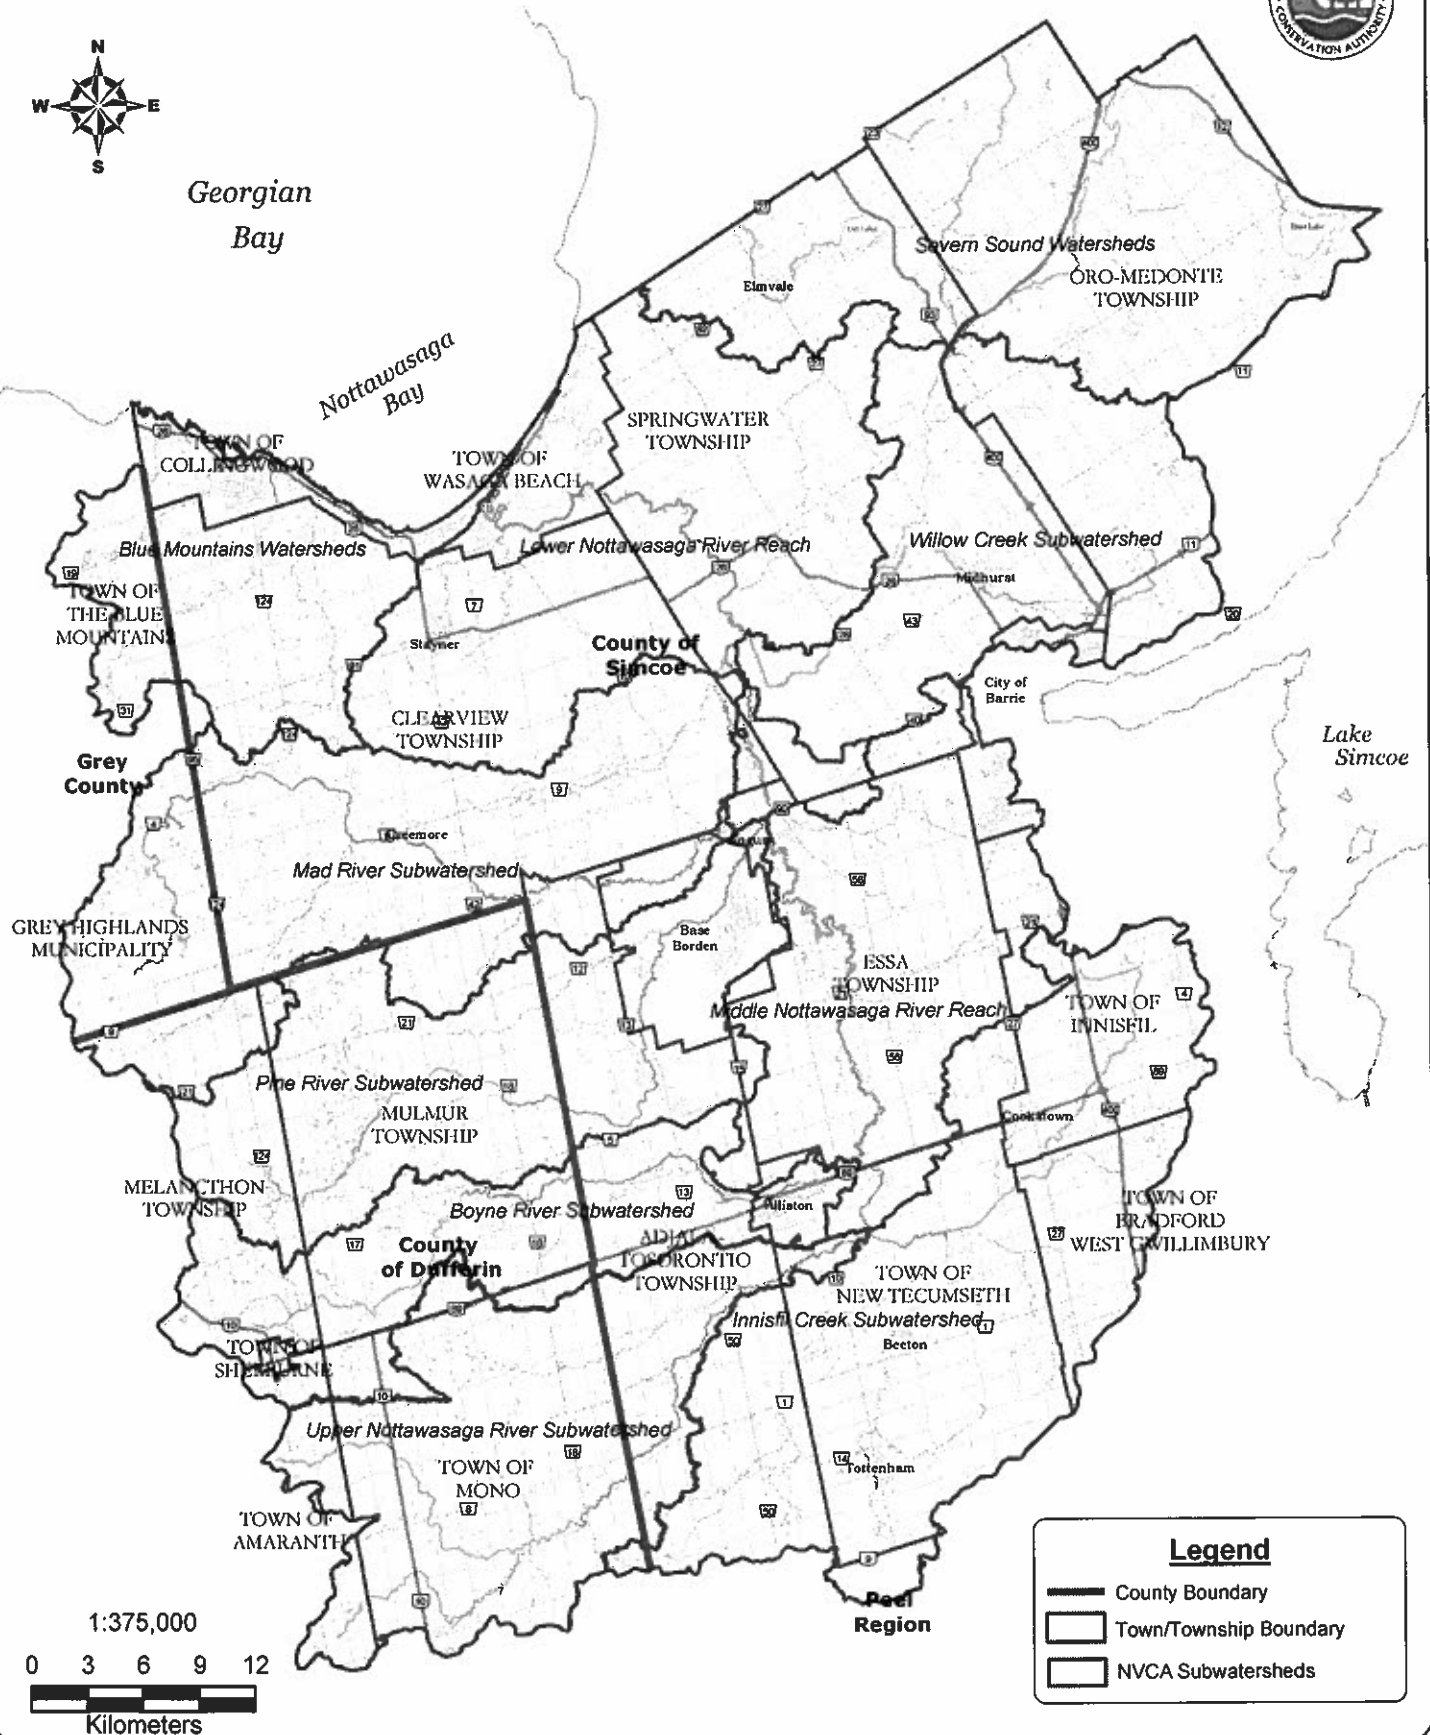 CONSERVATION AUTHORITY
N
W
E
S
Georgian
Bay
Nottawasaga
Bay
Severn Sound Watersheds
ORO-MEDONTE
TOWNSHIP
Elmvale
SPRINGWATER
TOWNSHIP
TOWN OF
COLLINGWOOD
TOWN OF
WASAGA BEACH
Blue Mountains Watersheds
Lower Nottawasaga River Reach
Willow Creek Subwatershed
Midhurst
TOWN OF
THE BLUE
MOUNTAINS
Stayner
County of
Simcoe
City of
Barrie
CLEARVIEW
TOWNSHIP
Lake
Simcoe
Grey
County
Creemore
Mad River Subwatershed
Angus
GREY HIGHLANDS
MUNICIPALITY
Base
Borden
ESSA
TOWNSHIP
Middle Nottawasaga River Reach
TOWN OF
INNISFIL
Pine River Subwatershed
MULMUR
TOWNSHIP
Cookstown
MELANCTHON
TOWNSHIP
Boyne River Subwatershed
Alliston
TOWN OF
BRADFORD
WEST GWILLIMBURY
County
of Dufferin
ADJALA-
TOSORONTIO
TOWNSHIP
TOWN OF
NEW TECUMSETH
Innisfil Creek Subwatershed
Beeton
TOWN OF
SHELBURNE
Upper Nottawasaga River Subwatershed
TOWN OF
MONO
Tottenham
TOWN OF
AMARANTH
Peel
Region
Legend
County Boundary
Town/Township Boundary
NVCA Subwatersheds
1:375,000
0 3 6 9 12
Kilometers